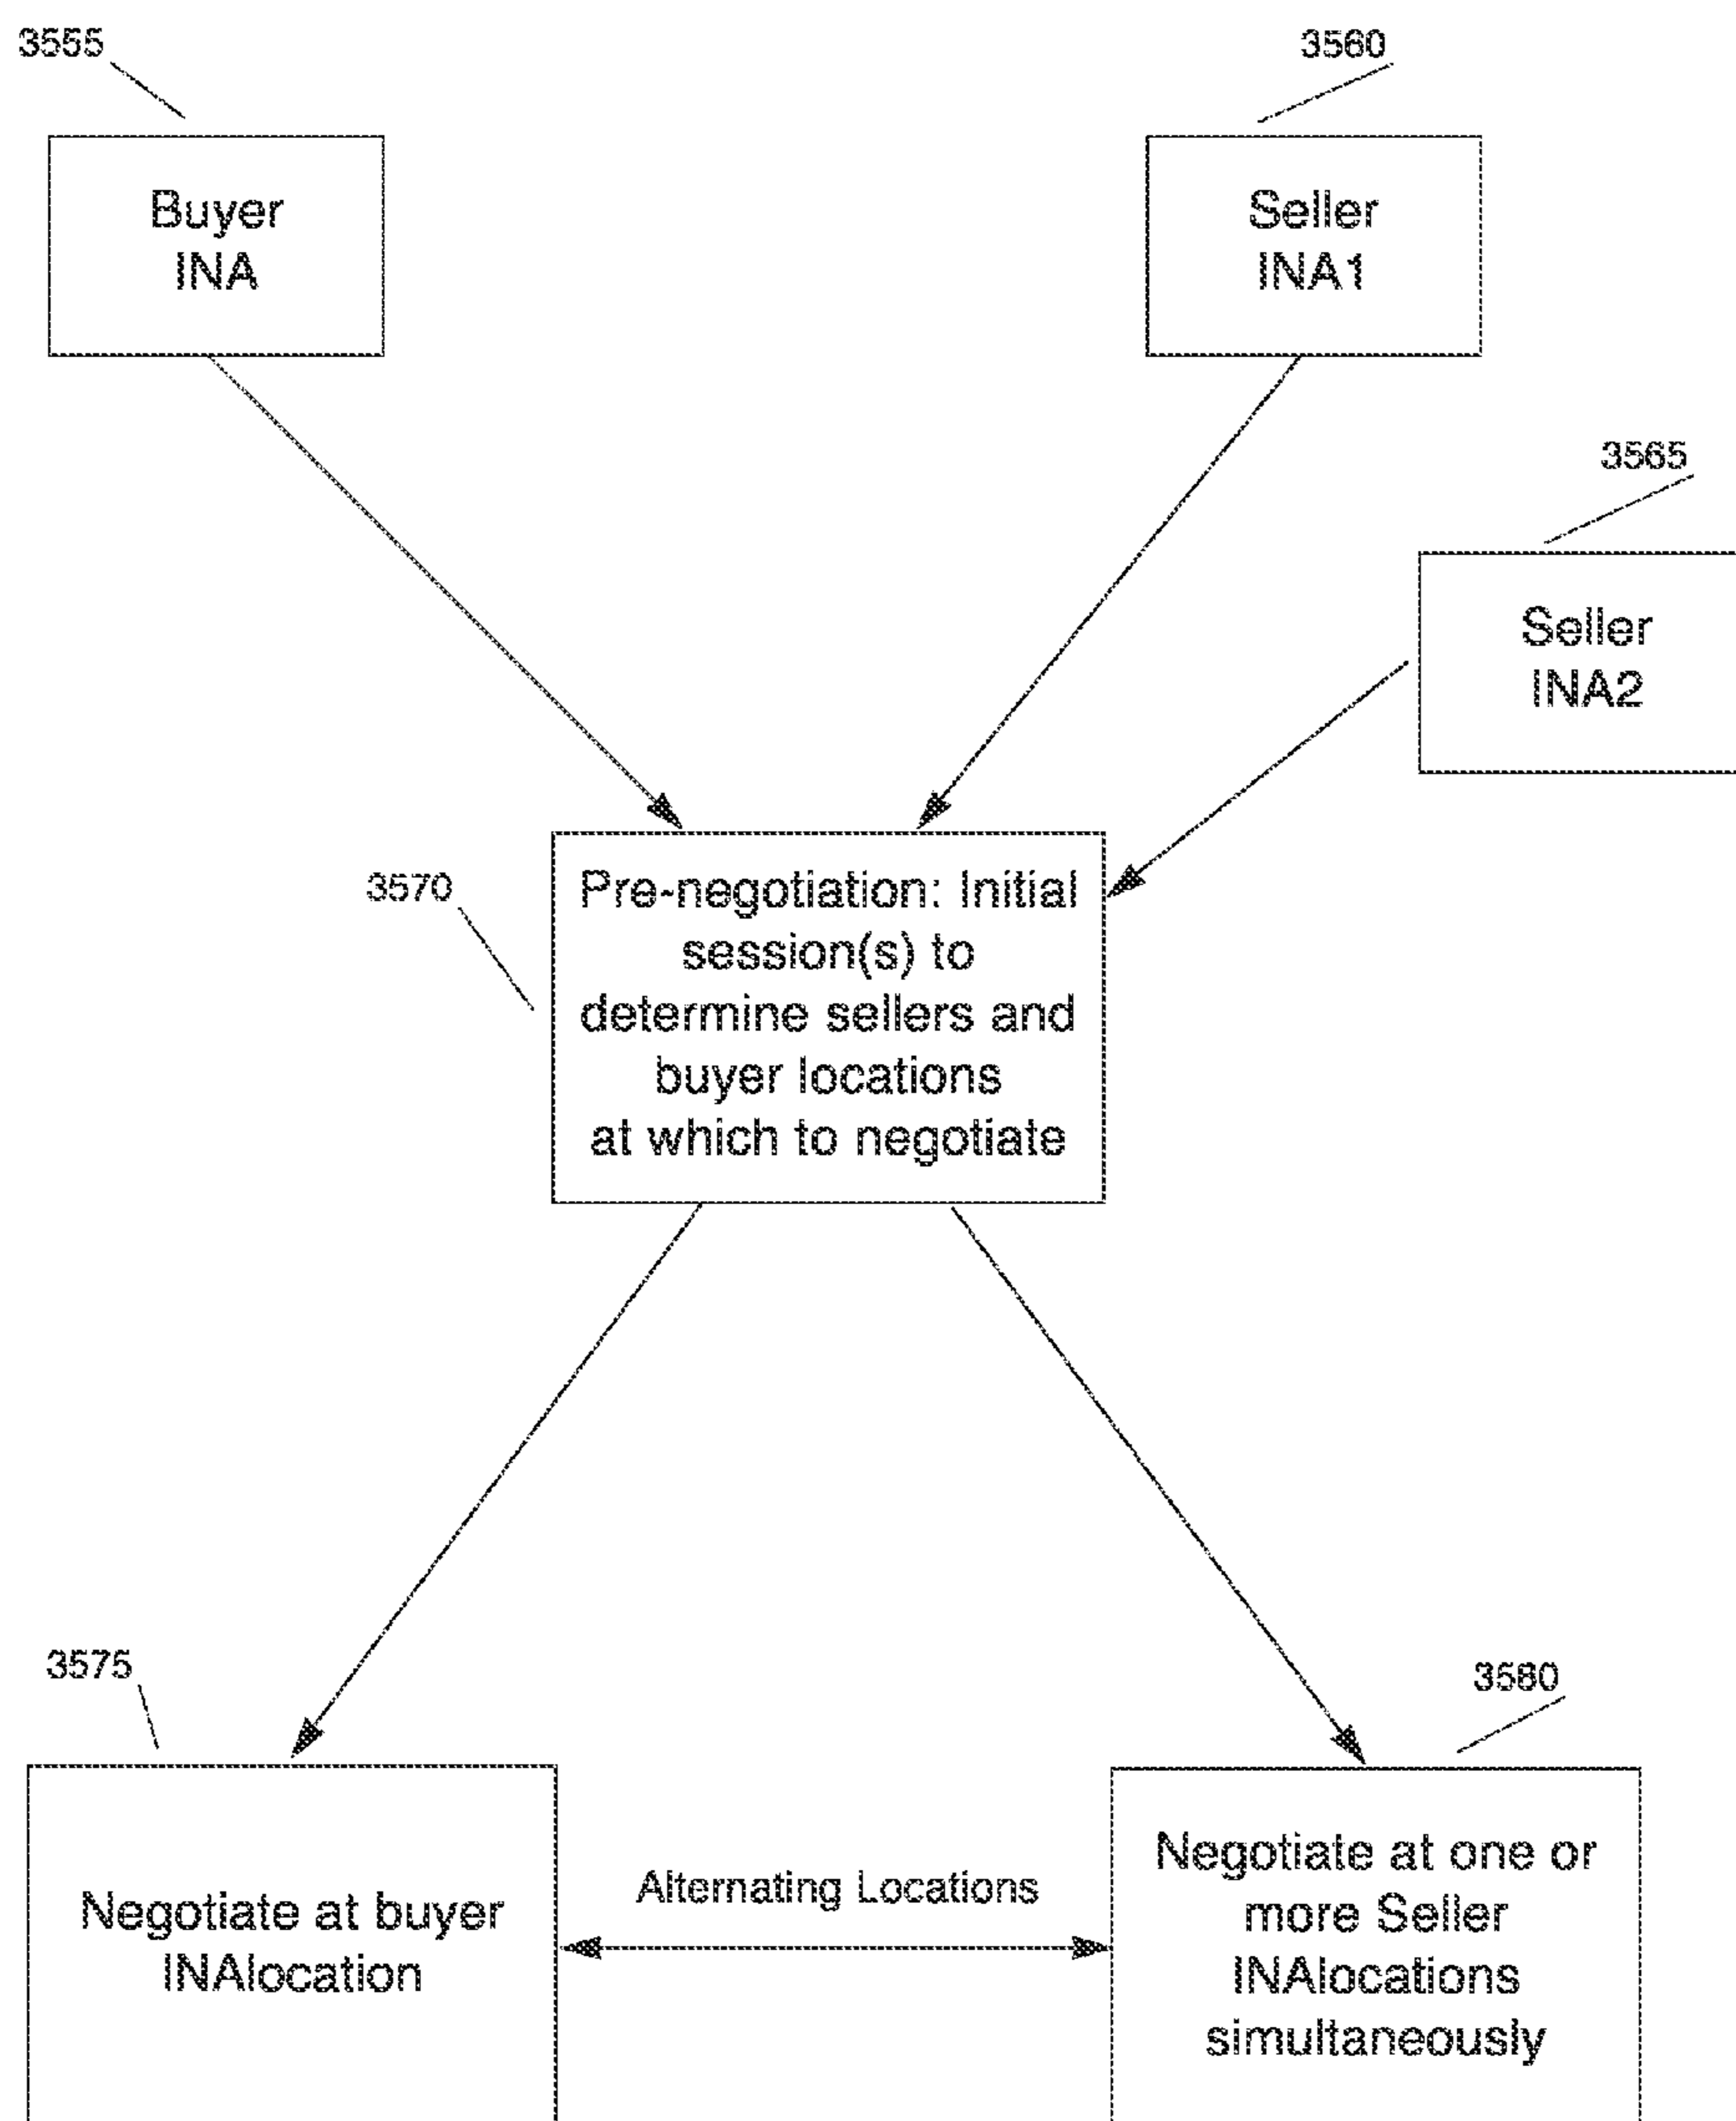 3555
3560
Buyer
INA
Seller
INA1
3565
Seller
INA2
3570
Pre-negotiation: Initial
session(s) to
determine sellers and
buyer locations
at which to negotiate
3575
3580
Negotiate at buyer
INAlocation
Alternating Locations
Negotiate at one or
more Seller
INAlocations
simultaneously